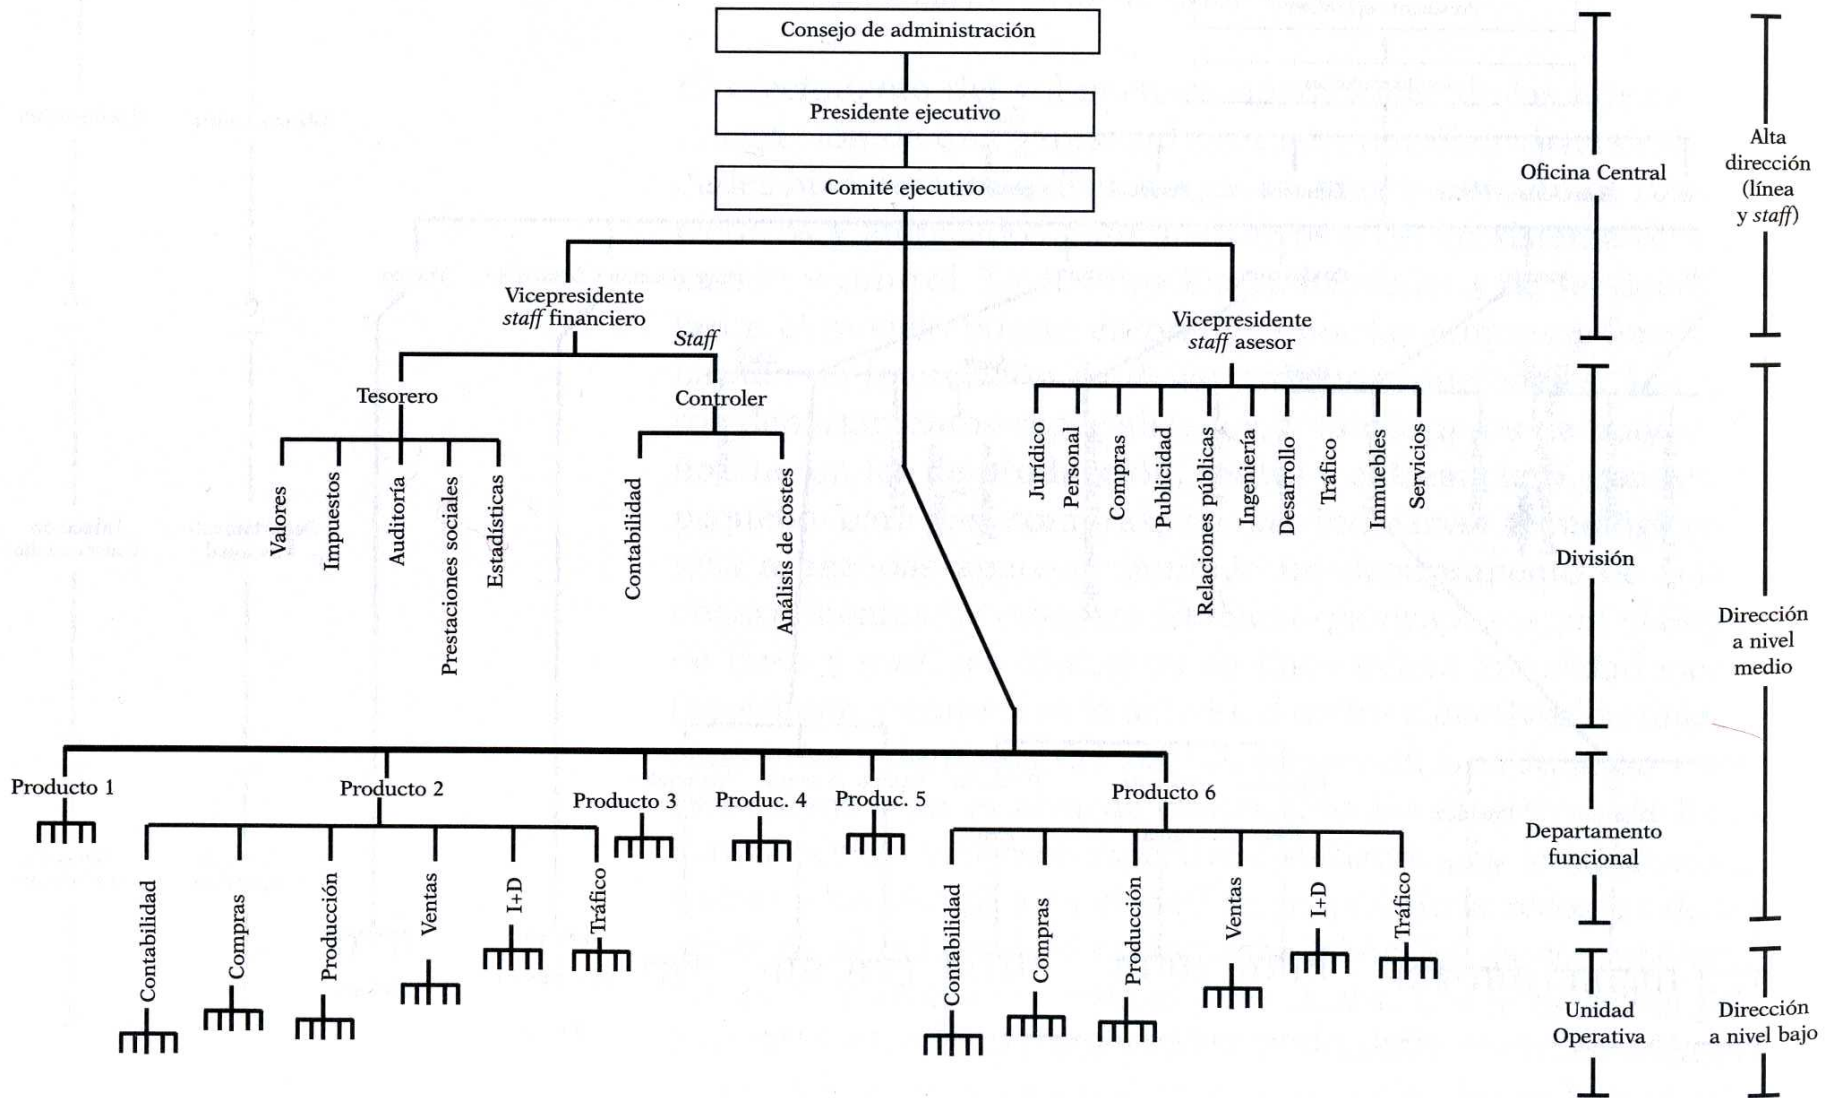 Consejo de administración
Presidente ejecutivo
Comité ejecutivo
Oficina Central
Alta
dirección
(línea
y staff)
Vicepresidente
staff financiero
Staff
Vicepresidente
staff asesor
Tesorero
Controler
Valores
Impuestos
Auditoría
Prestaciones sociales
Estadísticas
Contabilidad
Análisis de costes
Jurídico
Personal
Compras
Publicidad
Relaciones públicas
Ingeniería
Desarrollo
Tráfico
Inmuebles
Servicios
División
Dirección
a nivel
medio
Producto 1
Producto 2
Producto 3
Produc. 4
Produc. 5
Producto 6
Contabilidad
Compras
Producción
Ventas
I+D
Tráfico
Contabilidad
Compras
Producción
Ventas
I+D
Tráfico
Departamento
funcional
Unidad
Operativa
Dirección
a nivel bajo